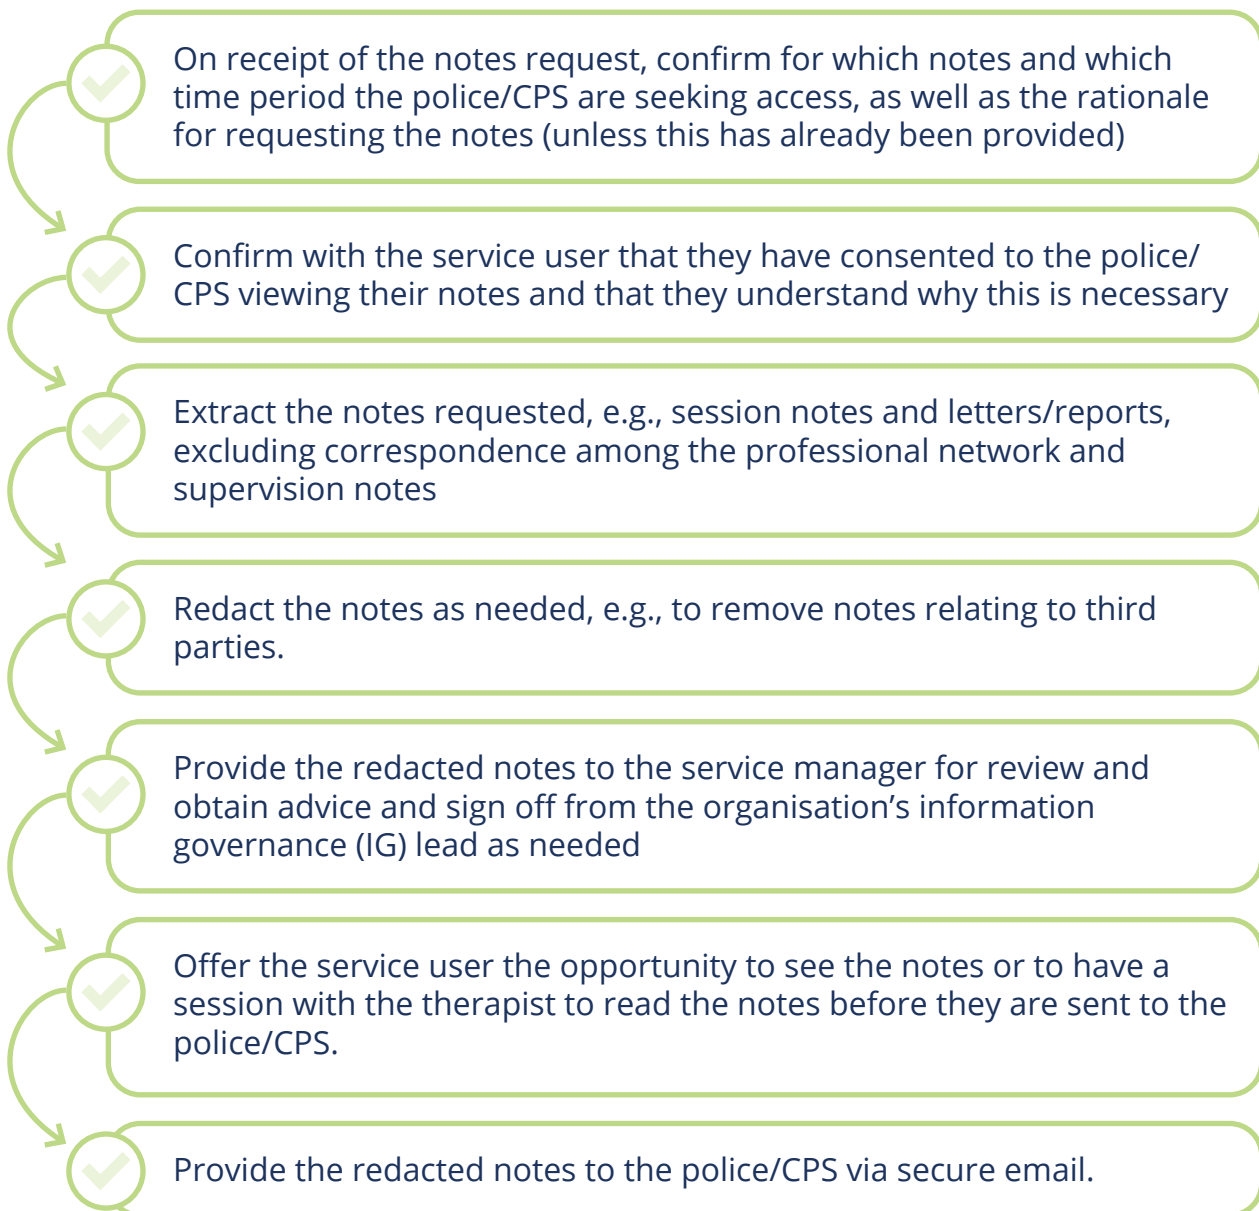 On receipt of the notes request, confirm for which notes and which
time period the police/CPS are seeking access, as well as the rationale
for requesting the notes (unless this has already been provided)
Confirm with the service user that they have consented to the police/
CPS viewing their notes and that they understand why this is necessary
Extract the notes requested, e.g., session notes and letters/reports,
excluding correspondence among the professional network and
supervision notes
Redact the notes as needed, e.g., to remove notes relating to third
parties.
Provide the redacted notes to the service manager for review and
obtain advice and sign off from the organisation’s information
governance (IG) lead as needed
Offer the service user the opportunity to see the notes or to have a
session with the therapist to read the notes before they are sent to the
police/CPS.
Provide the redacted notes to the police/CPS via secure email.